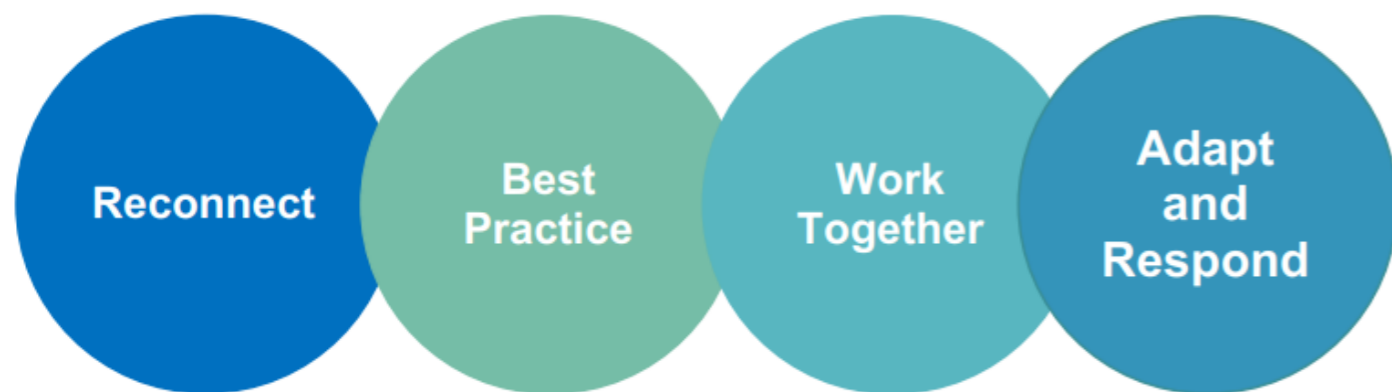 Reconnect
Best
Practice
Work
Together
Adapt
and
Respond